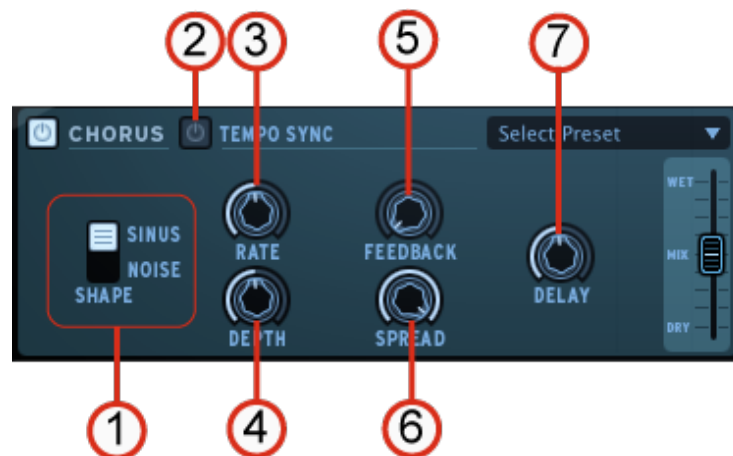 2 3 5 7
CHORUS TEMPO SYNC Select Preset
WET
SINUS
NOISE
SHAPE
RATE FEEDBACK
MIX
DELAY
DEPTH SPREAD
DRY
1 4 6